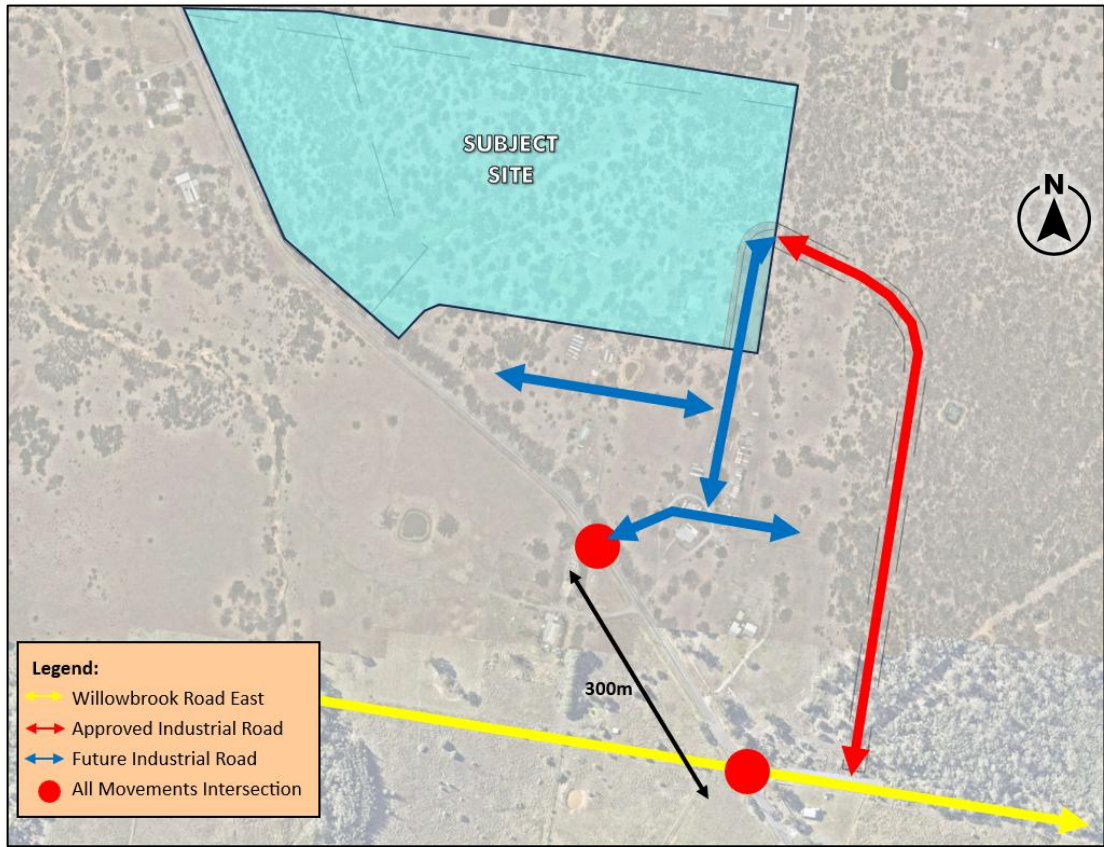 SUBJECT
SITE
N
300m
Legend:
Willowbrook Road East
Approved Industrial Road
Future Industrial Road
All Movements Intersection